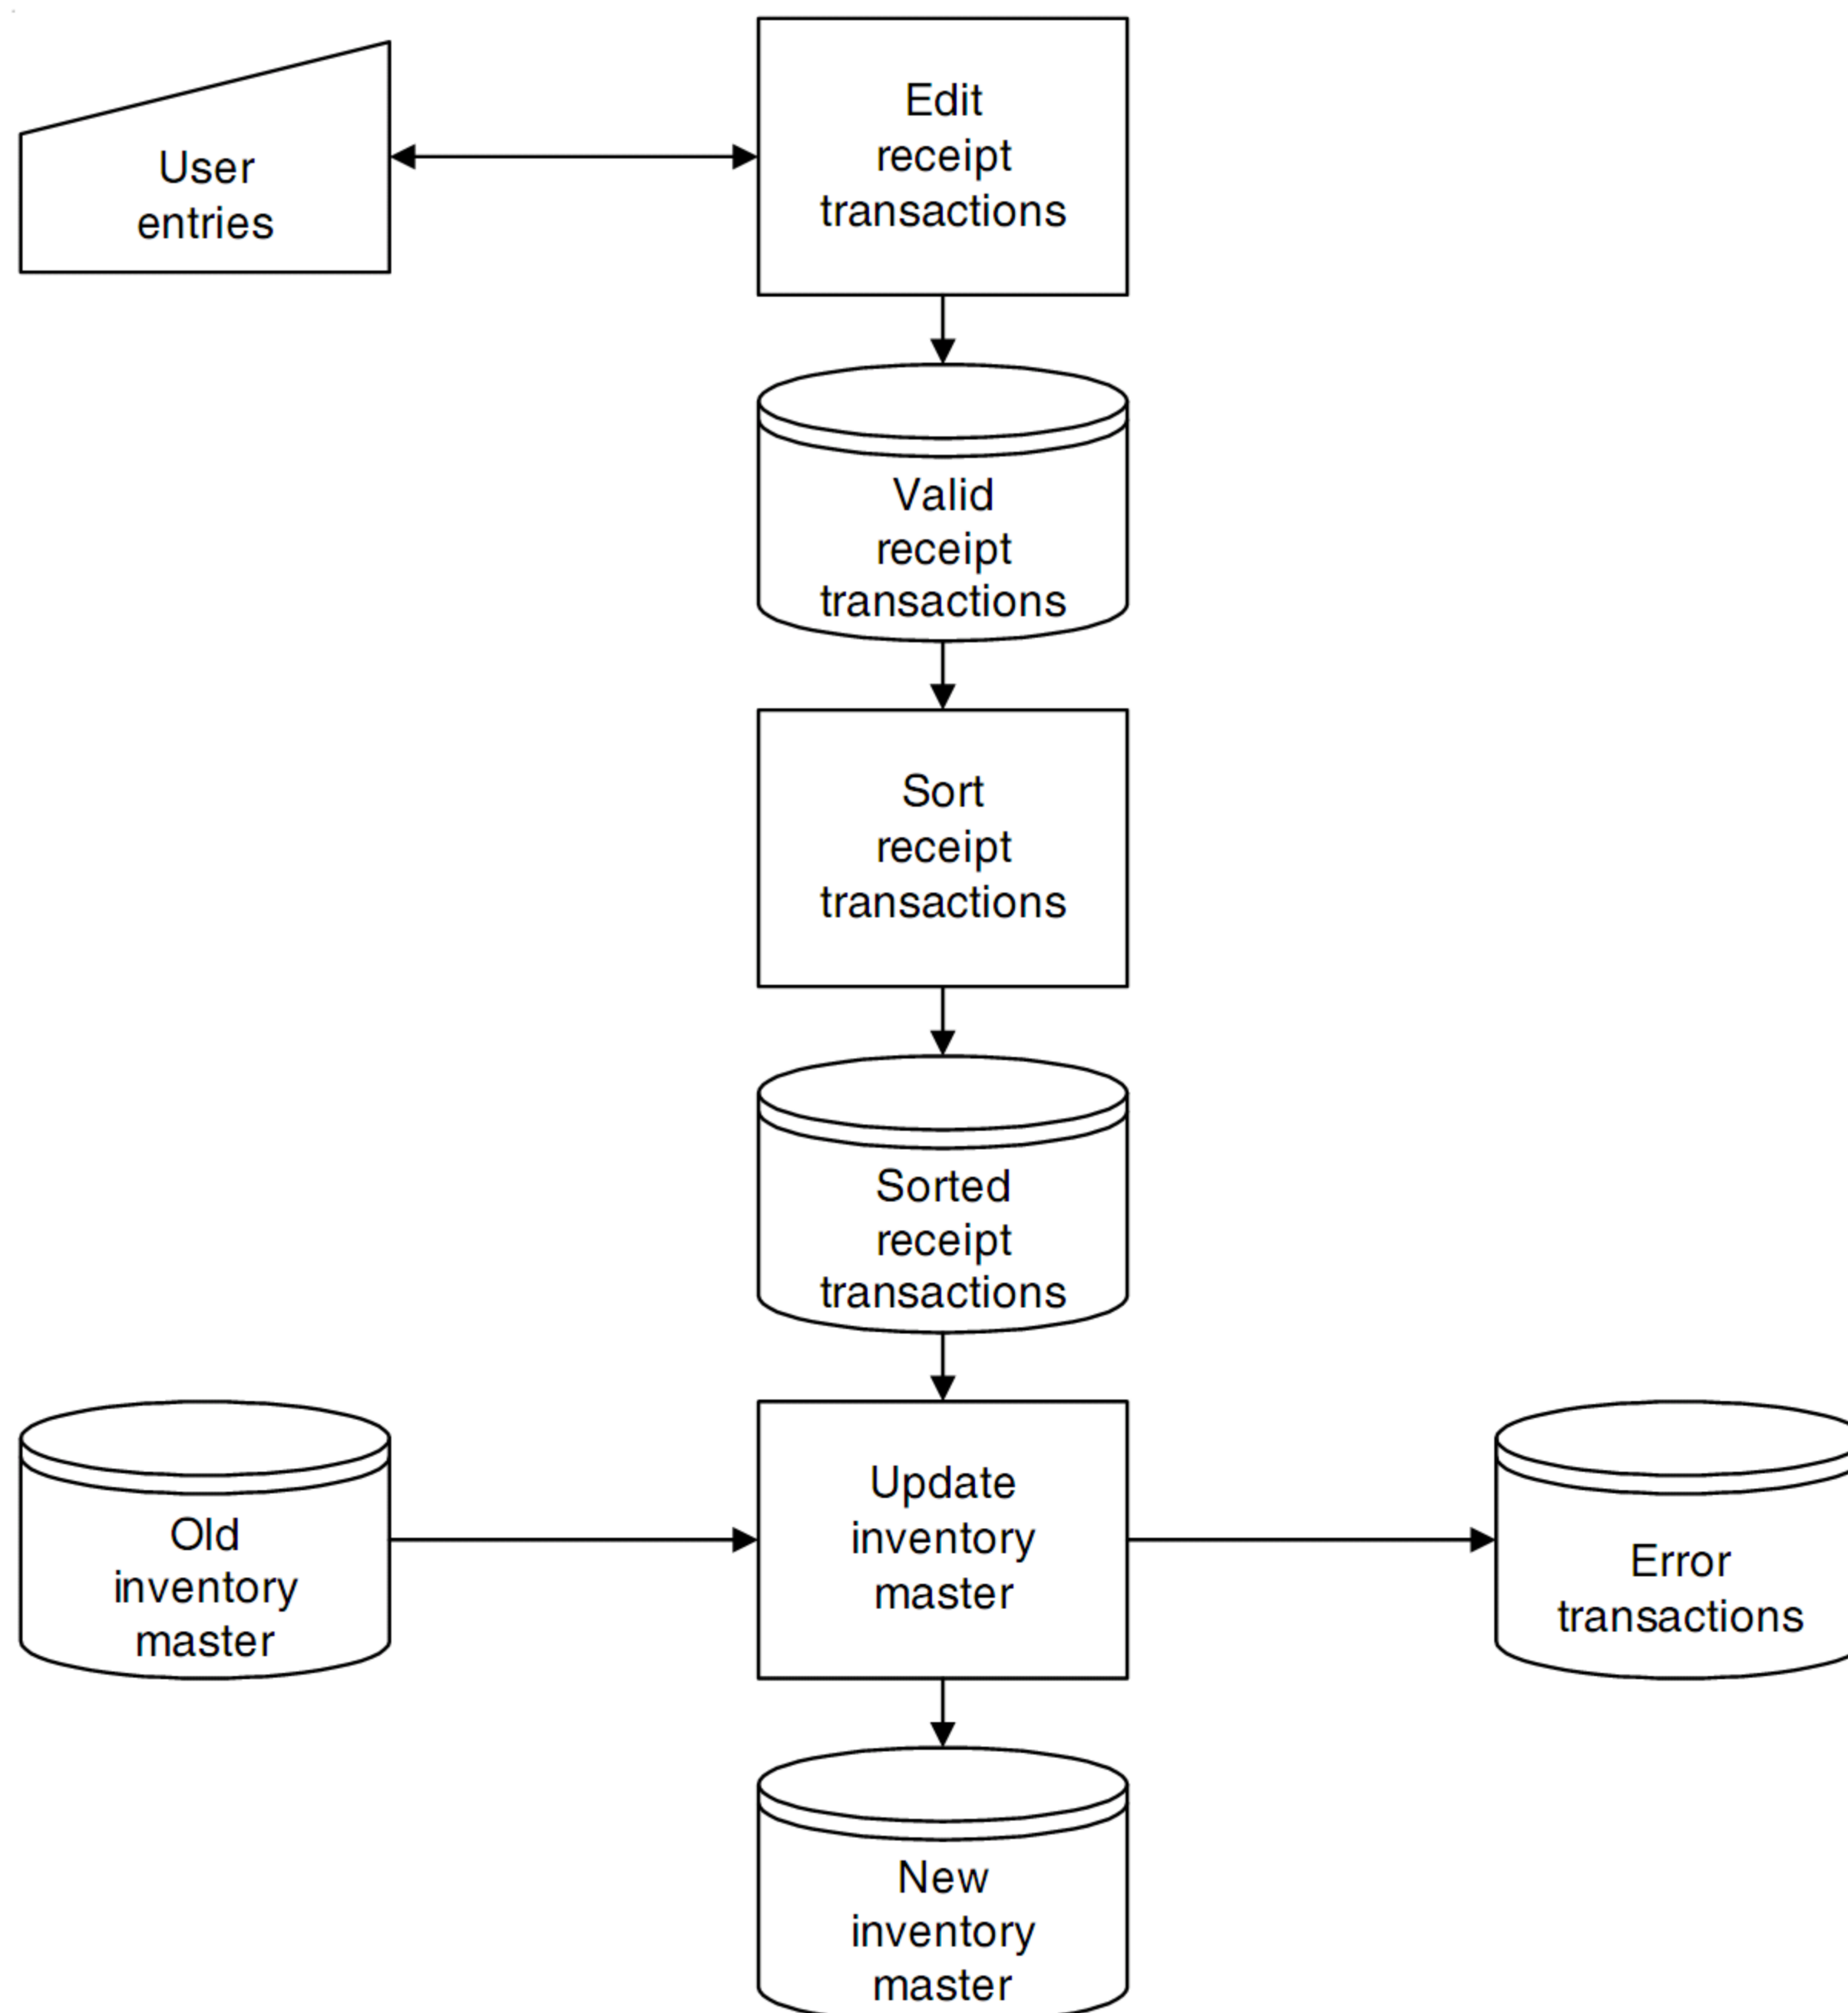 User
entries
Edit
receipt
transactions
Valid
receipt
transactions
Sort
receipt
transactions
Sorted
receipt
transactions
Old
inventory
master
Update
inventory
master
Error
transactions
New
inventory
master